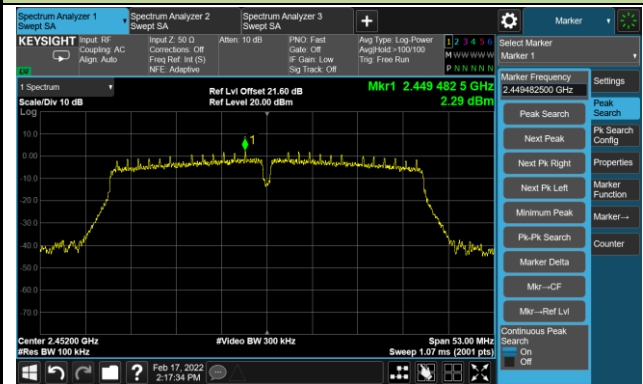 Spectrum Analyzer 1
Swept SA
Spectrum Analyzer 2
Swept SA
Spectrum Analyzer 3
Swept SA
Marker
KEYSIGHT
Input: RF
Coupling: AC
Align: Auto
Input Z: 50 Ω
Corrections: Off
Freq Ref: Int (S)
NFE: Adaptive
Atten: 10 dB
PNO: Fast
Gate: Off
IF Gain: Low
Sig Track: Off
Avg Type: Log-Power
Avg|Hold:>100/100
Trig: Free Run
1 2 3 4 5 6
M W W W W W
P N N N N N
Select Marker
Marker 1
LXI
1 Spectrum
Scale/Div 10 dB
Log
Ref Lvl Offset 21.60 dB
Ref Level 20.00 dBm
Mkr1 2.449 482 5 GHz
2.29 dBm
Marker Frequency
2.449482500 GHz
Peak Search
Next Peak
Next Pk Right
Next Pk Left
Minimum Peak
Pk-Pk Search
Marker Delta
Mkr→CF
Mkr→Ref Lvl
Continuous Peak
Search
On
Off
Settings
Peak
Search
Pk Search
Config
Properties
Marker
Function
Marker→
Counter
1
10.0
0.00
-10.0
-20.0
-30.0
-40.0
-50.0
-60.0
-70.0
Center 2.45200 GHz
#Res BW 100 kHz
#Video BW 300 kHz
Span 53.00 MHz
Sweep 1.07 ms (2001 pts)
Feb 17, 2022
2:17:34 PM